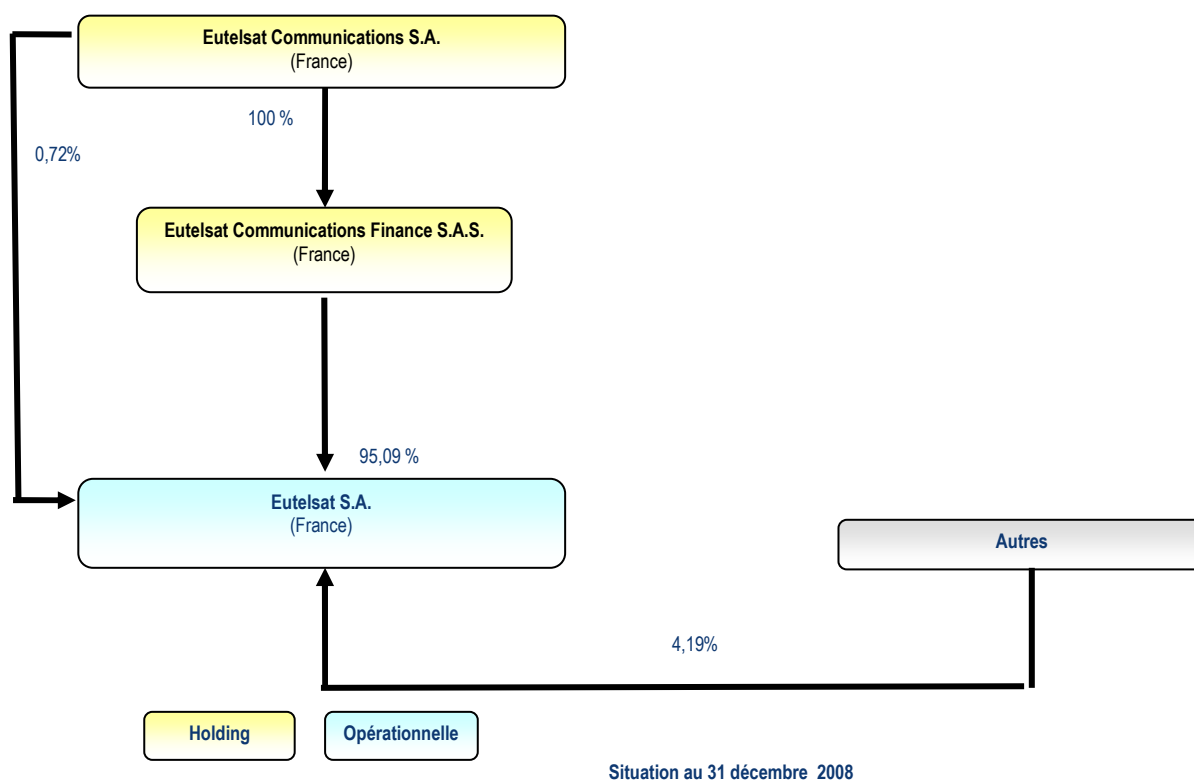 Eutelsat Communications S.A.
(France)
100 %
0,72%
Eutelsat Communications Finance S.A.S.
(France)
95,09 %
Eutelsat S.A.
(France)
Autres
4,19%
Holding
Opérationnelle
Situation au 31 décembre 2008